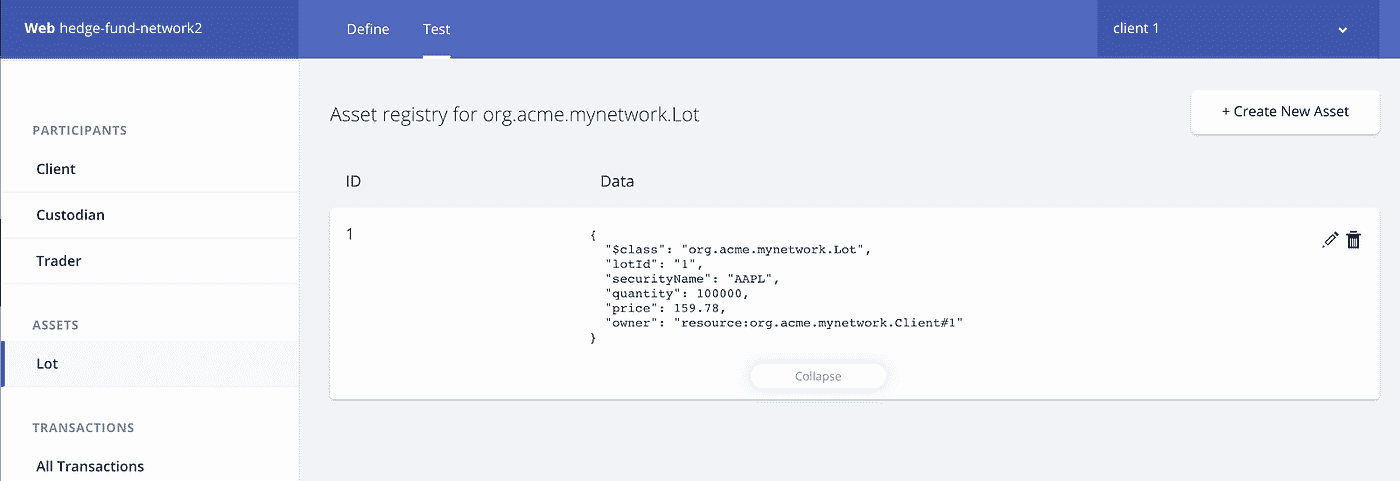 Web hedge-fund-network2
Define
Test
client 1
PARTICIPANTS
Client
Custodian
Trader
ASSETS
Lot
TRANSACTIONS
All Transactions
Asset registry for org.acme.mynetwork.Lot
+ Create New Asset
ID
Data
1
{
"$class": "org.acme.mynetwork.Lot",
"lotId": "1",
"securityName": "AAPL",
"quantity": 100000,
"price": 159.78,
"owner": "resource:org.acme.mynetwork.Client#1"
}
Collapse